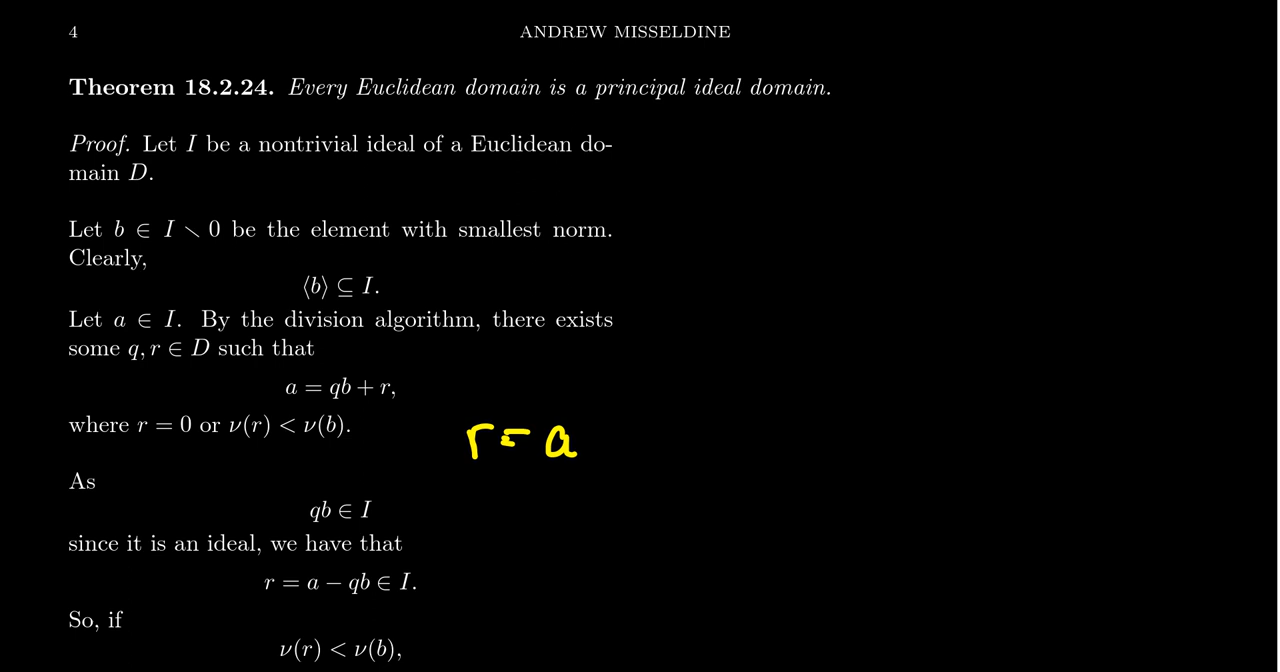 4 ANDREW MISSELDINE
Theorem 18.2.24. Every Euclidean domain is a principal ideal domain.
Proof. Let I be a nontrivial ideal of a Euclidean do-
main D.
Let b ∈ I ∖ 0 be the element with smallest norm.
Clearly,
⟨b⟩ ⊆ I.
Let a ∈ I. By the division algorithm, there exists
some q, r ∈ D such that
a = qb + r,
where r = 0 or ν(r) < ν(b).
r = a
As
qb ∈ I
since it is an ideal, we have that
r = a − qb ∈ I.
So, if
ν(r) < ν(b),